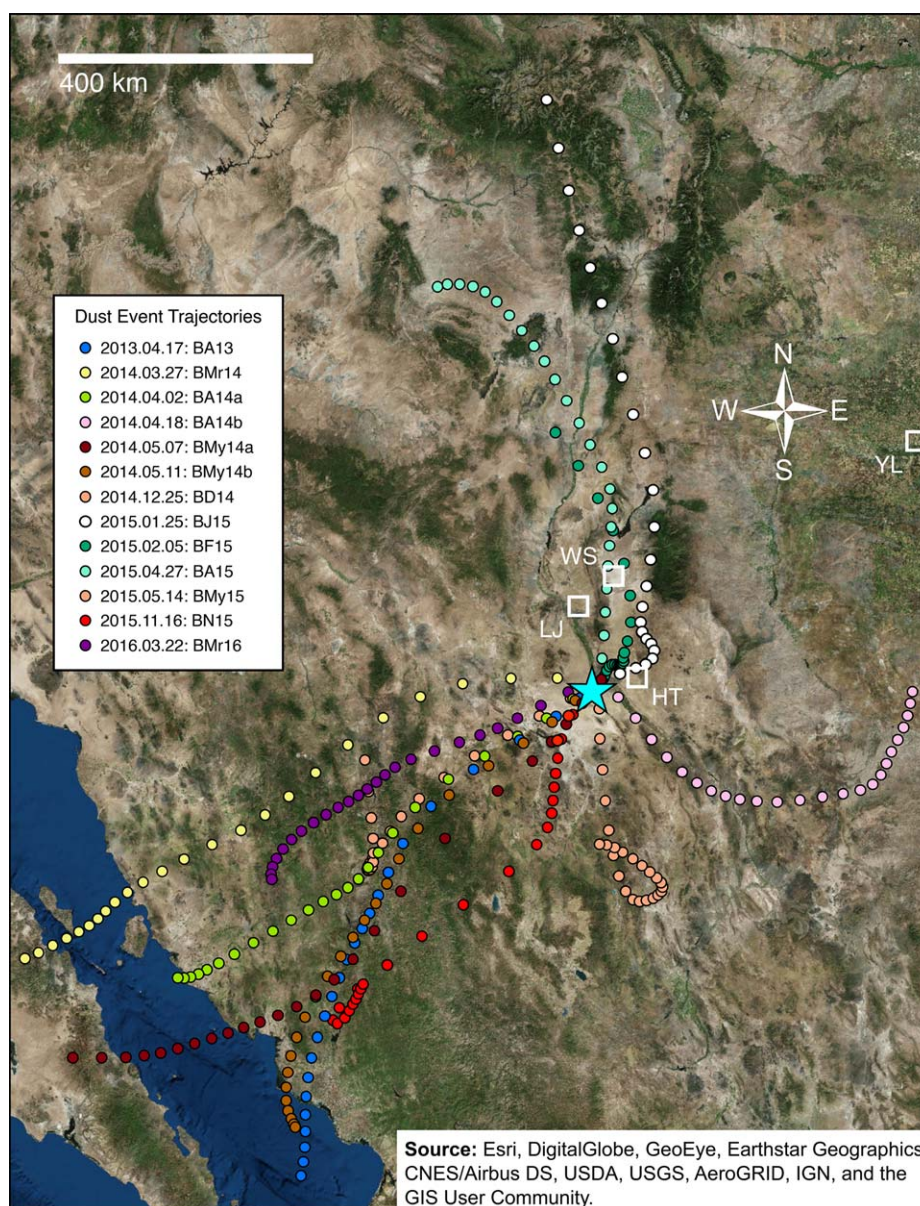 400 km
Dust Event Trajectories
2013.04.17: BA13
2014.03.27: BMr14
2014.04.02: BA14a
2014.04.18: BA14b
2014.05.07: BMy14a
2014.05.11: BMy14b
2014.12.25: BD14
2015.01.25: BJ15
2015.02.05: BF15
2015.04.27: BA15
2015.05.14: BMy15
2015.11.16: BN15
2016.03.22: BMr16
N
W E
S
YL
WS
LJ
HT
Source: Esri, DigitalGlobe, GeoEye, Earthstar Geographics
CNES/Airbus DS, USDA, USGS, AeroGRID, IGN, and the
GIS User Community.